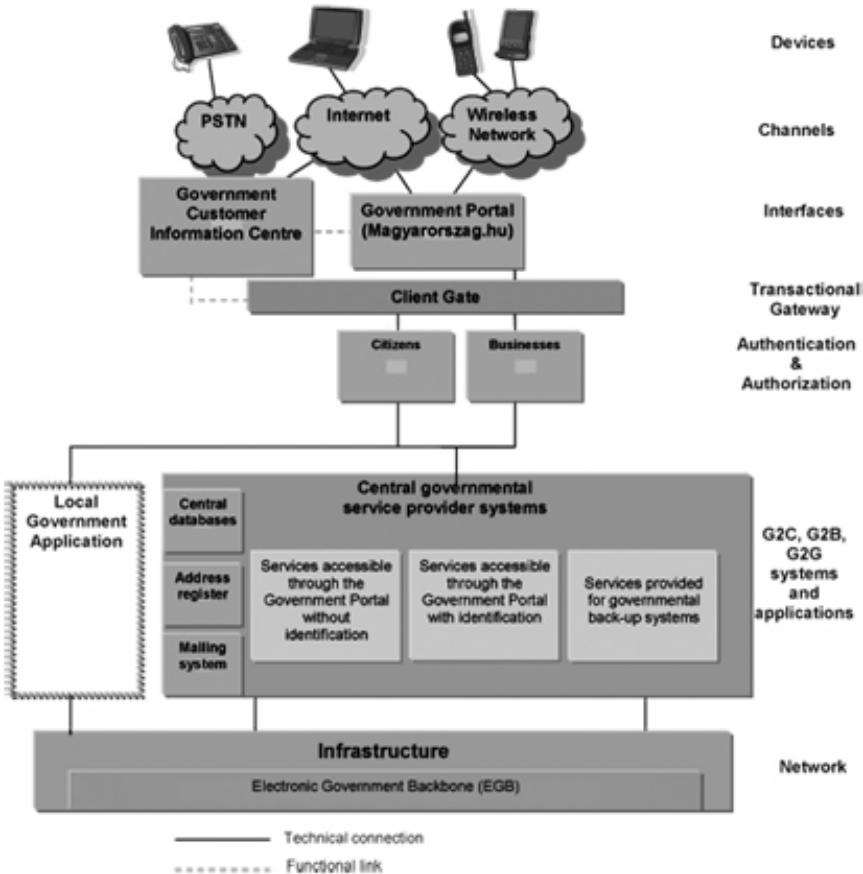 Devices
PSTN
Internet
Wireless
Network
Channels
Government
Customer
Information Centre
Government Portal
(Magyarorszag.hu)
Interfaces
Client Gate
Transactional
Gateway
Citizens
Businesses
Authentication
&
Authorization
Local
Government
Application
Central governmental
service provider systems
Central
databases
Address
register
Mailing
system
Services accessible
through the
Government Portal
without
identification
Services accessible
through the
Government Portal
with identification
Services provided
for governmental
back-up systems
G2C, G2B,
G2G
systems
and
applications
Infrastructure
Electronic Government Backbone (EGB)
Network
Technical connection
Functional link